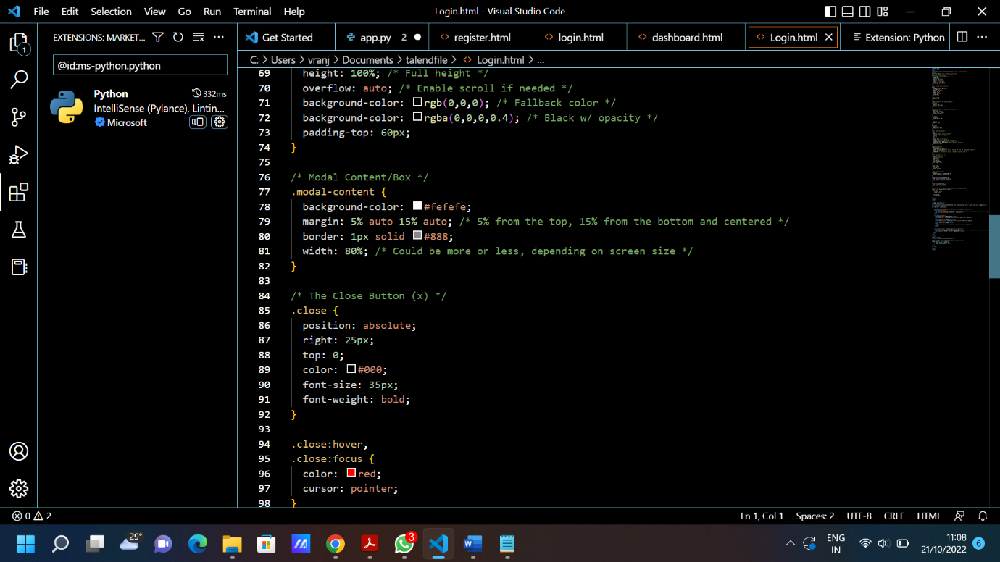 File Edit Selection View Go Run Terminal Help
Login.html - Visual Studio Code
EXTENSIONS: MARKET...
Get Started
app.py 2
register.html
login.html
dashboard.html
Login.html
Extension: Python
1
@id:ms-python.python
Python 332ms
IntelliSense (Pylance), Lintin...
Microsoft
C: > Users > vranj > Documents > talendfile > Login.html > ...
69 height: 100%; /* Full height */
70 overflow: auto; /* Enable scroll if needed */
71 background-color: rgb(0,0,0); /* Fallback color */
72 background-color: rgba(0,0,0,0.4); /* Black w/ opacity */
73 padding-top: 60px;
74 }
75
76 /* Modal Content/Box */
77 .modal-content {
78 background-color: #fefefe;
79 margin: 5% auto 15% auto; /* 5% from the top, 15% from the bottom and centered */
80 border: 1px solid #888;
81 width: 80%; /* Could be more or less, depending on screen size */
82 }
83
84 /* The Close Button (x) */
85 .close {
86 position: absolute;
87 right: 25px;
88 top: 0;
89 color: #000;
90 font-size: 35px;
91 font-weight: bold;
92 }
93
94 .close:hover,
95 .close:focus {
96 color: red;
97 cursor: pointer;
98 }
0 2
Ln 1, Col 1 Spaces: 2 UTF-8 CRLF HTML
29°
3
ENG
IN
11:08
21/10/2022
6